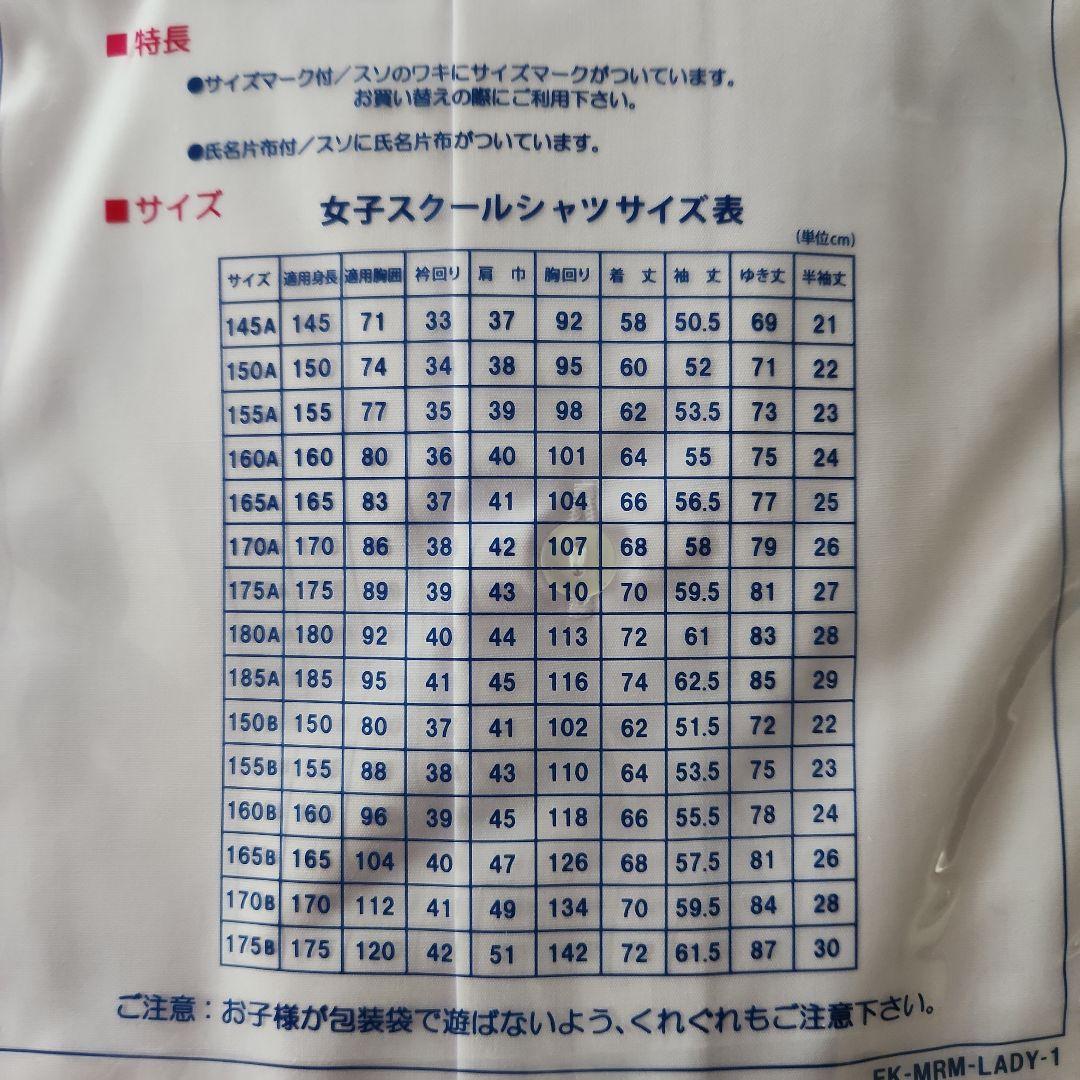 ■特長
●サイズマーク付/スソのワキにサイズマークがついています。
お買い替えの際にご利用下さい。
●氏名片布付/スソに氏名片布がついています。
■サイズ 女子スクールシャツサイズ表
(単位cm)
サイズ 適用身長 適用胸囲 衿回り 肩巾 胸回り 着丈 袖丈 ゆき丈 半袖丈
145A 145 71 33 37 92 58 50.5 69 21
150A 150 74 34 38 95 60 52 71 22
155A 155 77 35 39 98 62 53.5 73 23
160A 160 80 36 40 101 64 55 75 24
165A 165 83 37 41 104 66 56.5 77 25
170A 170 86 38 42 107 68 58 79 26
175A 175 89 39 43 110 70 59.5 81 27
180A 180 92 40 44 113 72 61 83 28
185A 185 95 41 45 116 74 62.5 85 29
150B 150 80 37 41 102 62 51.5 72 22
155B 155 88 38 43 110 64 53.5 75 23
160B 160 96 39 45 118 66 55.5 78 24
165B 165 104 40 47 126 68 57.5 81 26
170B 170 112 41 49 134 70 59.5 84 28
175B 175 120 42 51 142 72 61.5 87 30
ご注意:お子様が包装袋で遊ばないよう、くれぐれもご注意下さい。
FK-MRM-LADY-1